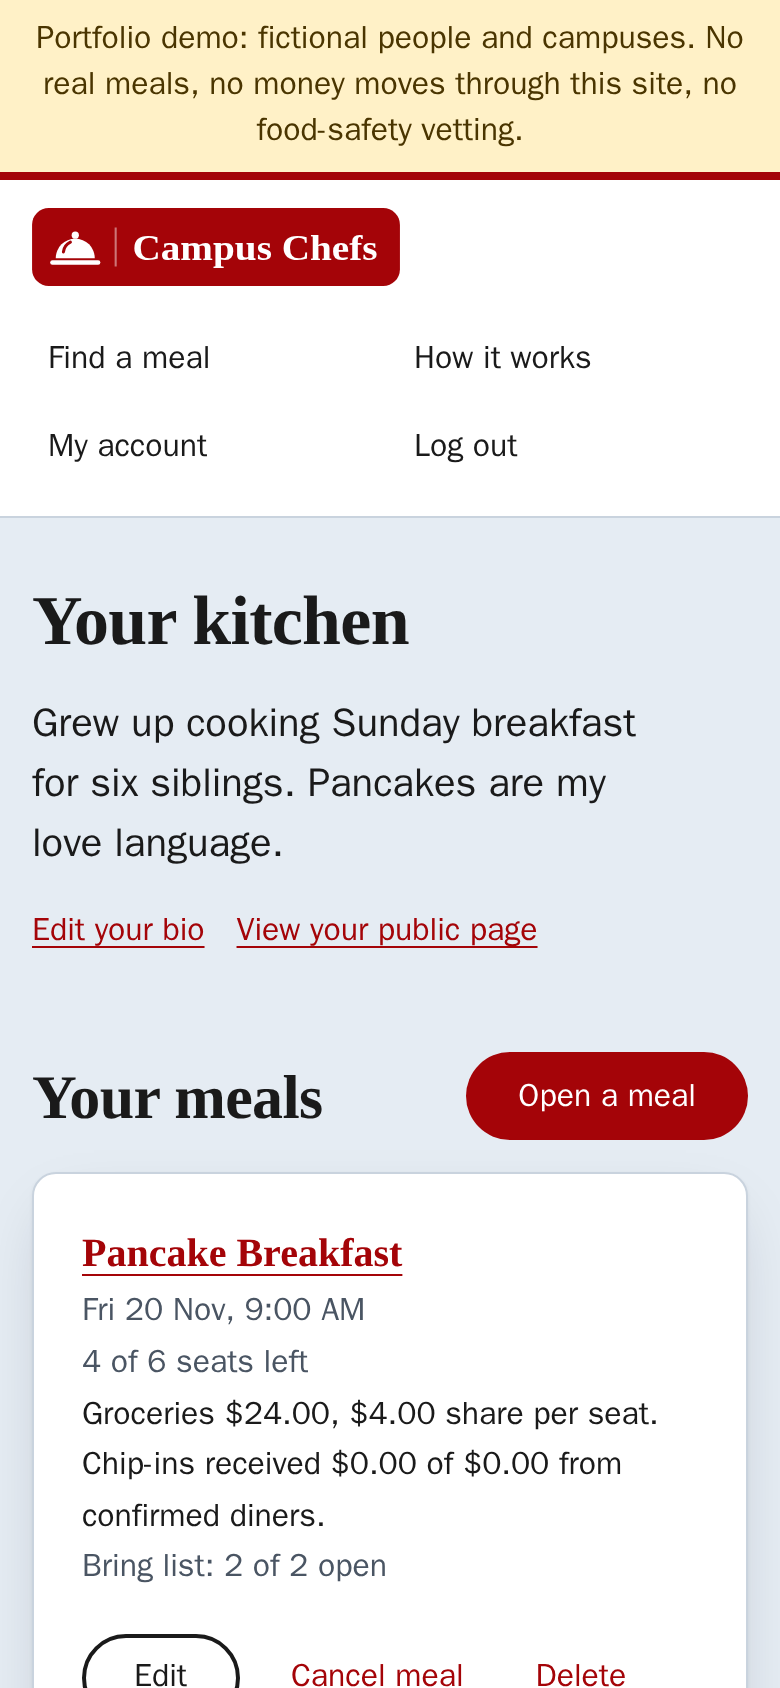 Portfolio demo: fictional people and campuses. No
real meals, no money moves through this site, no
food-safety vetting.
Campus Chefs
Find a meal
How it works
My account
Log out
Your kitchen
Grew up cooking Sunday breakfast
for six siblings. Pancakes are my
love language.
Edit your bio
View your public page
Your meals
Open a meal
Pancake Breakfast
Fri 20 Nov, 9:00 AM
4 of 6 seats left
Groceries $24.00, $4.00 share per seat.
Chip-ins received $0.00 of $0.00 from
confirmed diners.
Bring list: 2 of 2 open
Edit
Cancel meal
Delete